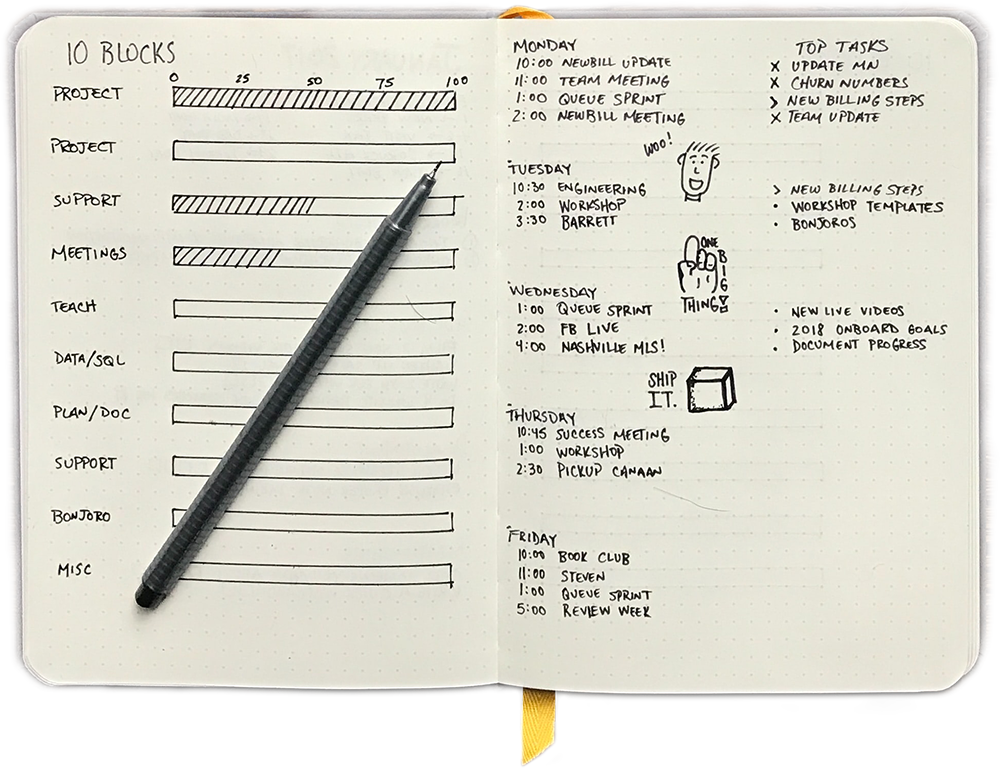 10 BLOCKS
0 25 50 75 100
PROJECT
PROJECT
SUPPORT
MEETINGS
TEACH
DATA/SQL
PLAN/DOC
SUPPORT
BONJORO
MISC
MONDAY
10:00 NEWBILL UPDATE
11:00 TEAM MEETING
1:00 QUEUE SPRINT
2:00 NEWBILL MEETING
TOP TASKS
X UPDATE MN
X CHURN NUMBERS
> NEW BILLING STEPS
X TEAM UPDATE
WOO!
TUESDAY
10:30 ENGINEERING
2:00 WORKSHOP
3:30 BARRETT
> NEW BILLING STEPS
• WORKSHOP TEMPLATES
• BONJOROS
ONE
BIG
THING!
WEDNESDAY
1:00 QUEUE SPRINT
2:00 FB LIVE
4:00 NASHVILLE MLS!
• NEW LIVE VIDEOS
• 2018 ONBOARD GOALS
• DOCUMENT PROGRESS
SHIP
IT.
THURSDAY
10:45 SUCCESS MEETING
1:00 WORKSHOP
2:30 PICKUP CANAAN
FRIDAY
10:00 BOOK CLUB
11:00 STEVEN
1:00 QUEUE SPRINT
5:00 REVIEW WEEK